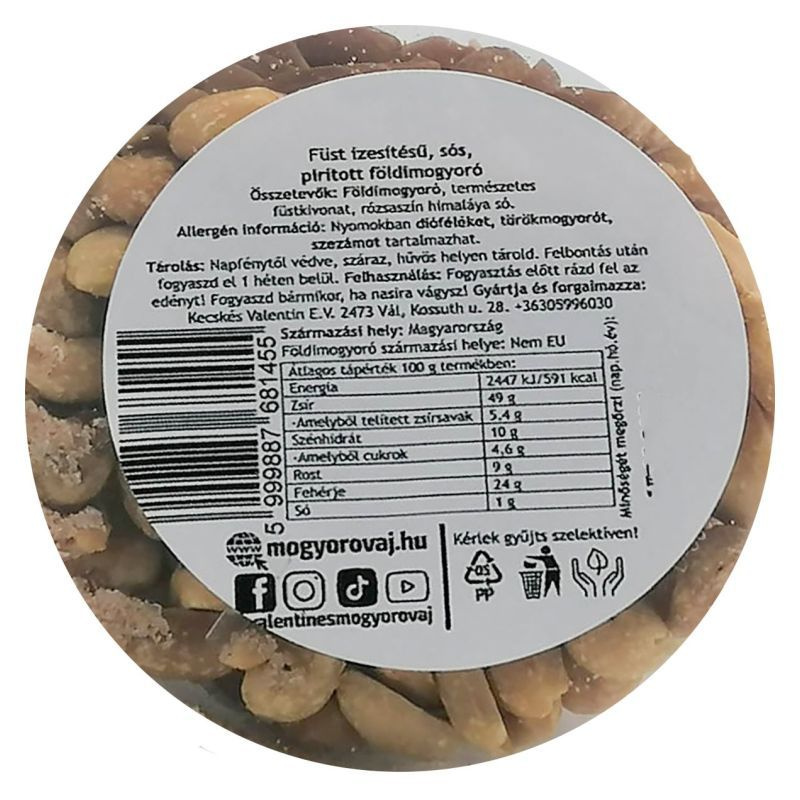 Füst ízesítésű, sós,
pirított földimogyoró
Összetevők: Földimogyoró, természetes
füstkivonat, rózsaszín himalája só.
Allergén információ: Nyomokban dióféléket, törökmogyorót,
szezámot tartalmazhat.
Tárolás: Napfénytől védve, száraz, hűvös helyen tárold. Felbontás után
fogyaszd el 1 héten belül. Felhasználás: Fogyasztás előtt rázd fel az
edényt! Fogyaszd bármikor, ha nasira vágysz! Gyártja és forgalmazza:
Kecskés Valentin E.V. 2473 Vál, Kossuth u. 28. +36305996030
Származási hely: Magyarország
Földimogyoró származási helye: Nem EU
Átlagos tápérték 100 g termékben:
Energia 2447 kJ/591 kcal
Zsír 49 g
-Amelyből telített zsírsavak 5.4 g
Szénhidrát 10 g
-Amelyből cukrok 4,6 g
Rost 9 g
Fehérje 24 g
Só 1 g
Minőségét megőrzi (nap.hó.év):
5 999887 681455
mogyorovaj.hu
alentinesmogyorovaj
Kérlek gyűjts szelektíven!
05
PP